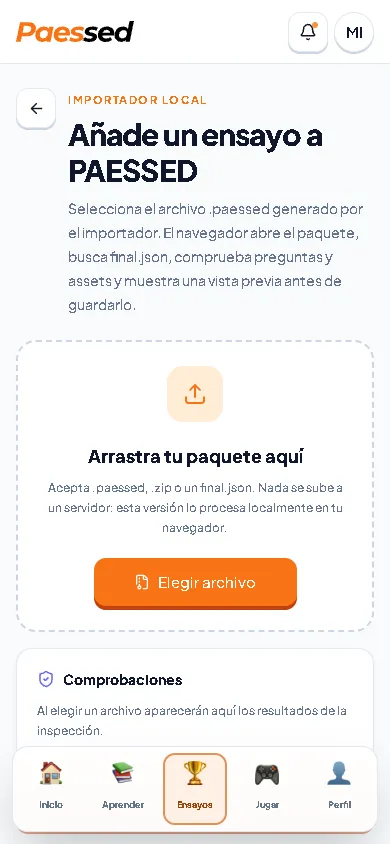 Paessed
MI
IMPORTADOR LOCAL
Añade un ensayo a
PAESSED
Selecciona el archivo .paessed generado por
el importador. El navegador abre el paquete,
busca final.json, comprueba preguntas y
assets y muestra una vista previa antes de
guardarlo.
Arrastra tu paquete aquí
Acepta .paessed, .zip o un final.json. Nada se sube a
un servidor: esta versión lo procesa localmente en tu
navegador.
Elegir archivo
Comprobaciones
Al elegir un archivo aparecerán aquí los resultados de la
inspección.
Inicio Aprender Ensayos Jugar Perfil